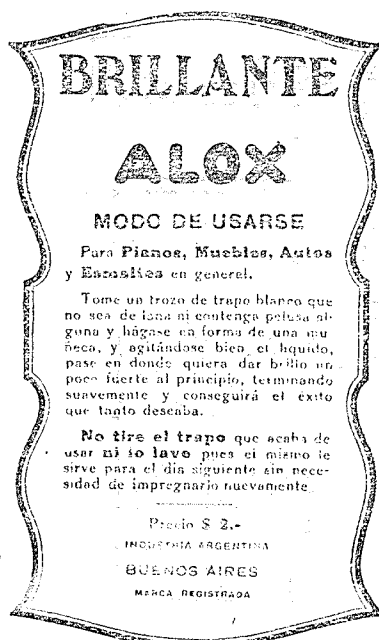 BRILLANTE
ALOX
MODO DE USARSE
Para Pianos, Muebles, Autos
y Esmaltes en general.
Tome un trozo de trapo blanco que
no sea de lana ni contenga pelusa al-
guna y hágase en forma de una mu-
ñeca, y agitándose bien el líquido,
pase en donde quiera dar brillo un
poco fuerte al principio, terminando
suavemente y conseguirá el éxito
que tanto deseaba.
No tire el trapo que acaba de
usar ni lo lave pues el mismo le
sirve para el día siguiente sin nece-
sidad de impregnarlo nuevamente
Precio $ 2.-
INDUSTRIA ARGENTINA
BUENOS AIRES
MARCA REGISTRADA